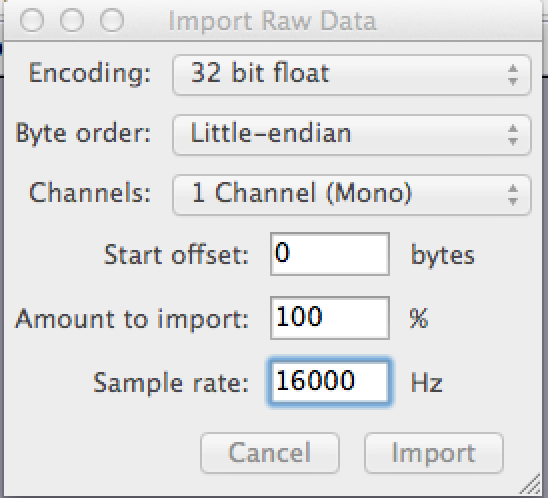 Import Raw Data
Encoding: 32 bit float
Byte order: Little-endian
Channels: 1 Channel (Mono)
Start offset: 0 bytes
Amount to import: 100 %
Sample rate: 16000 Hz
Cancel Import